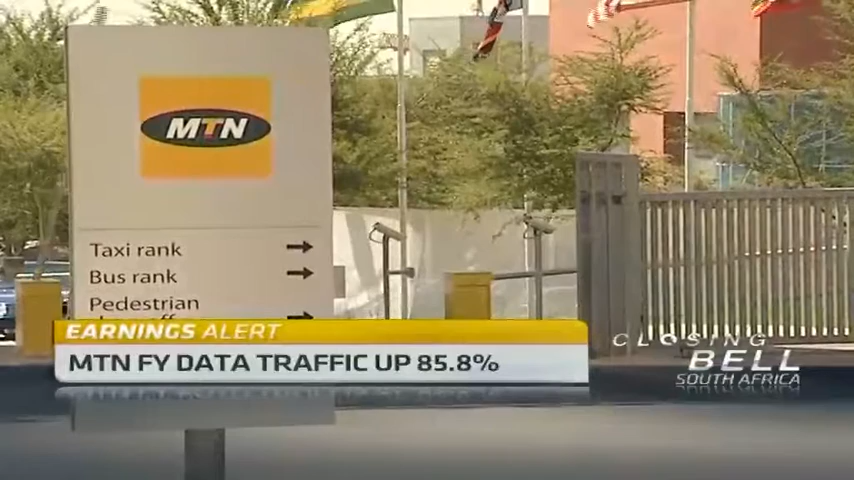 MTN
Taxi rank
Bus rank
Pedestrian
EARNINGS ALERT
MTN FY DATA TRAFFIC UP 85.8%
CLOSING
BELL
SOUTH AFRICA